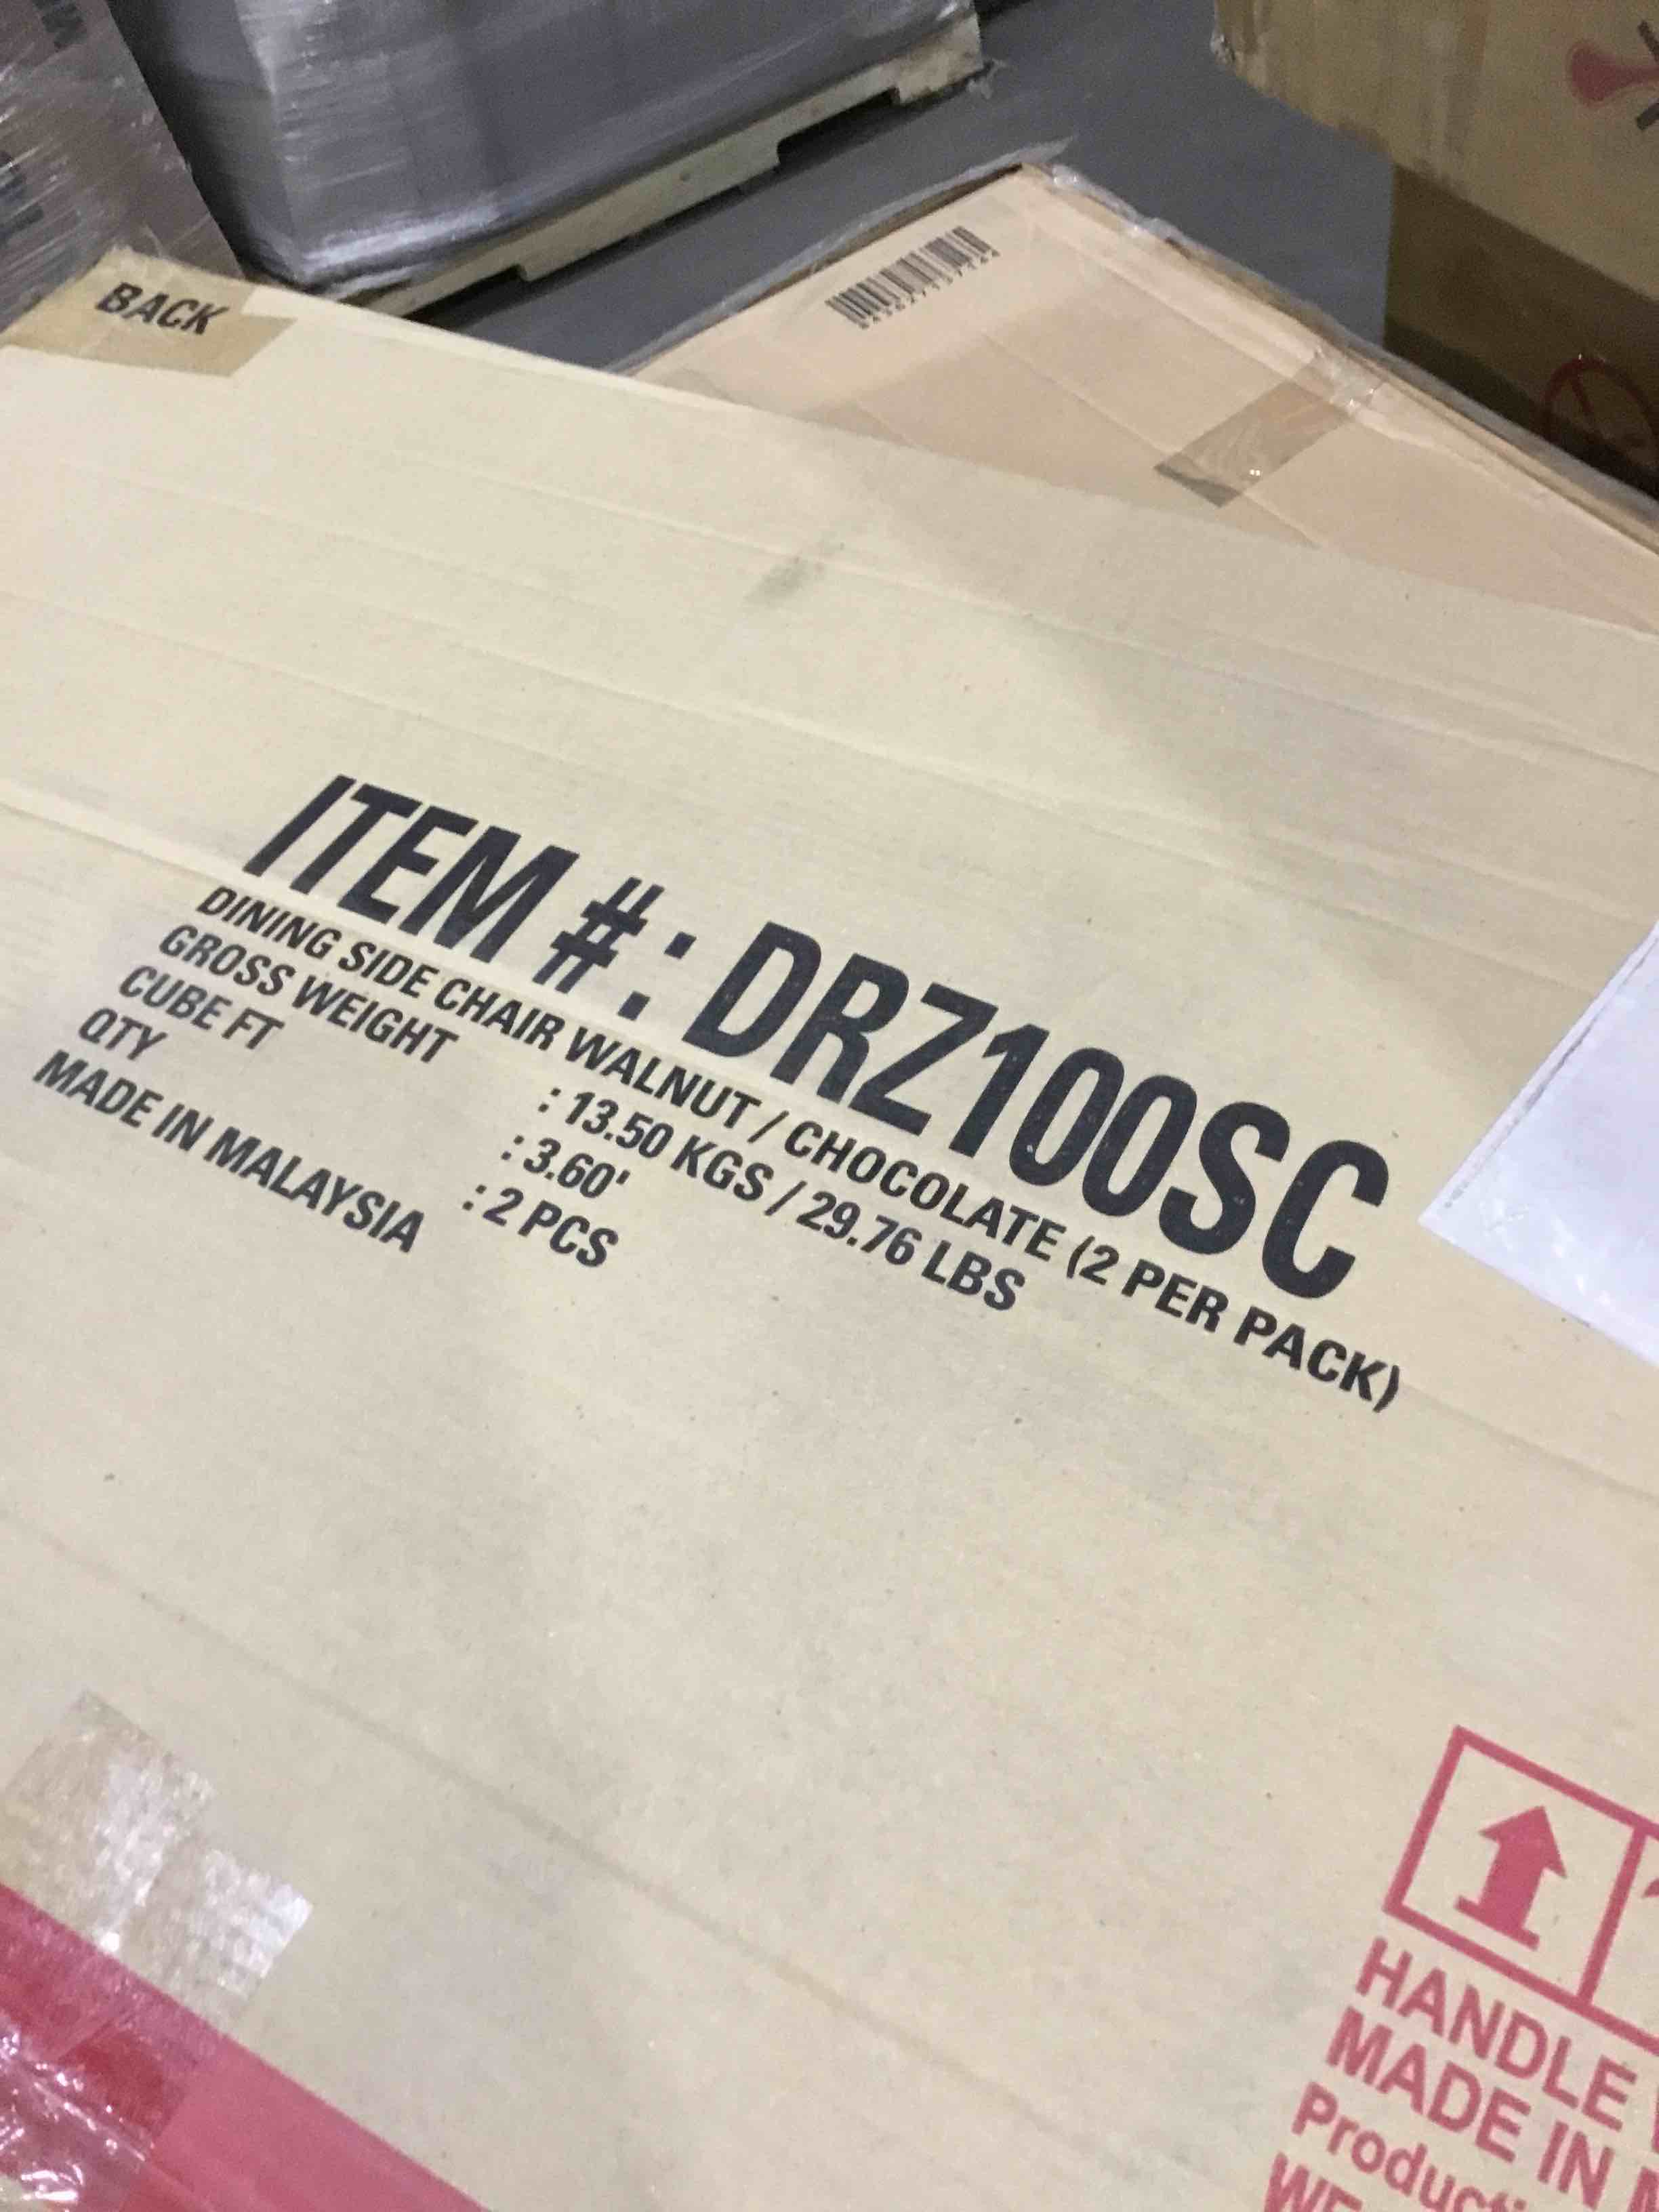 BACK
ITEM #: DRZ100SC
DINING SIDE CHAIR WALNUT / CHOCOLATE (2 PER PACK)
GROSS WEIGHT : 13.50 KGS / 29.76 LBS
CUBE FT : 3.60'
QTY : 2 PCS
MADE IN MALAYSIA
HANDLE
MADE IN